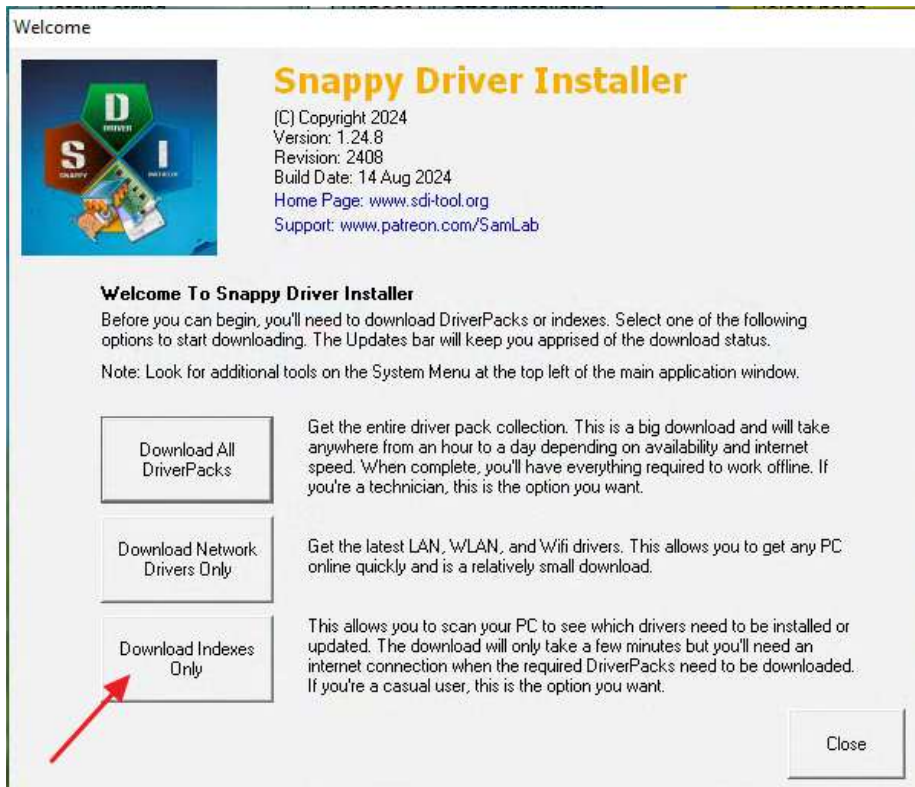 Welcome
D
DRIVER
S
SNAPPY
I
INSTALLER
Snappy Driver Installer
(C) Copyright 2024
Version: 1.24.8
Revision: 2408
Build Date: 14 Aug 2024
Home Page: www.sdi-tool.org
Support: www.patreon.com/SamLab
Welcome To Snappy Driver Installer
Before you can begin, you'll need to download DriverPacks or indexes. Select one of the following
options to start downloading. The Updates bar will keep you apprised of the download status.
Note: Look for additional tools on the System Menu at the top left of the main application window.
Download All
DriverPacks
Get the entire driver pack collection. This is a big download and will take
anywhere from an hour to a day depending on availability and internet
speed. When complete, you'll have everything required to work offline. If
you're a technician, this is the option you want.
Download Network
Drivers Only
Get the latest LAN, WLAN, and Wifi drivers. This allows you to get any PC
online quickly and is a relatively small download.
Download Indexes
Only
This allows you to scan your PC to see which drivers need to be installed or
updated. The download will only take a few minutes but you'll need an
internet connection when the required DriverPacks need to be downloaded.
If you're a casual user, this is the option you want.
Close